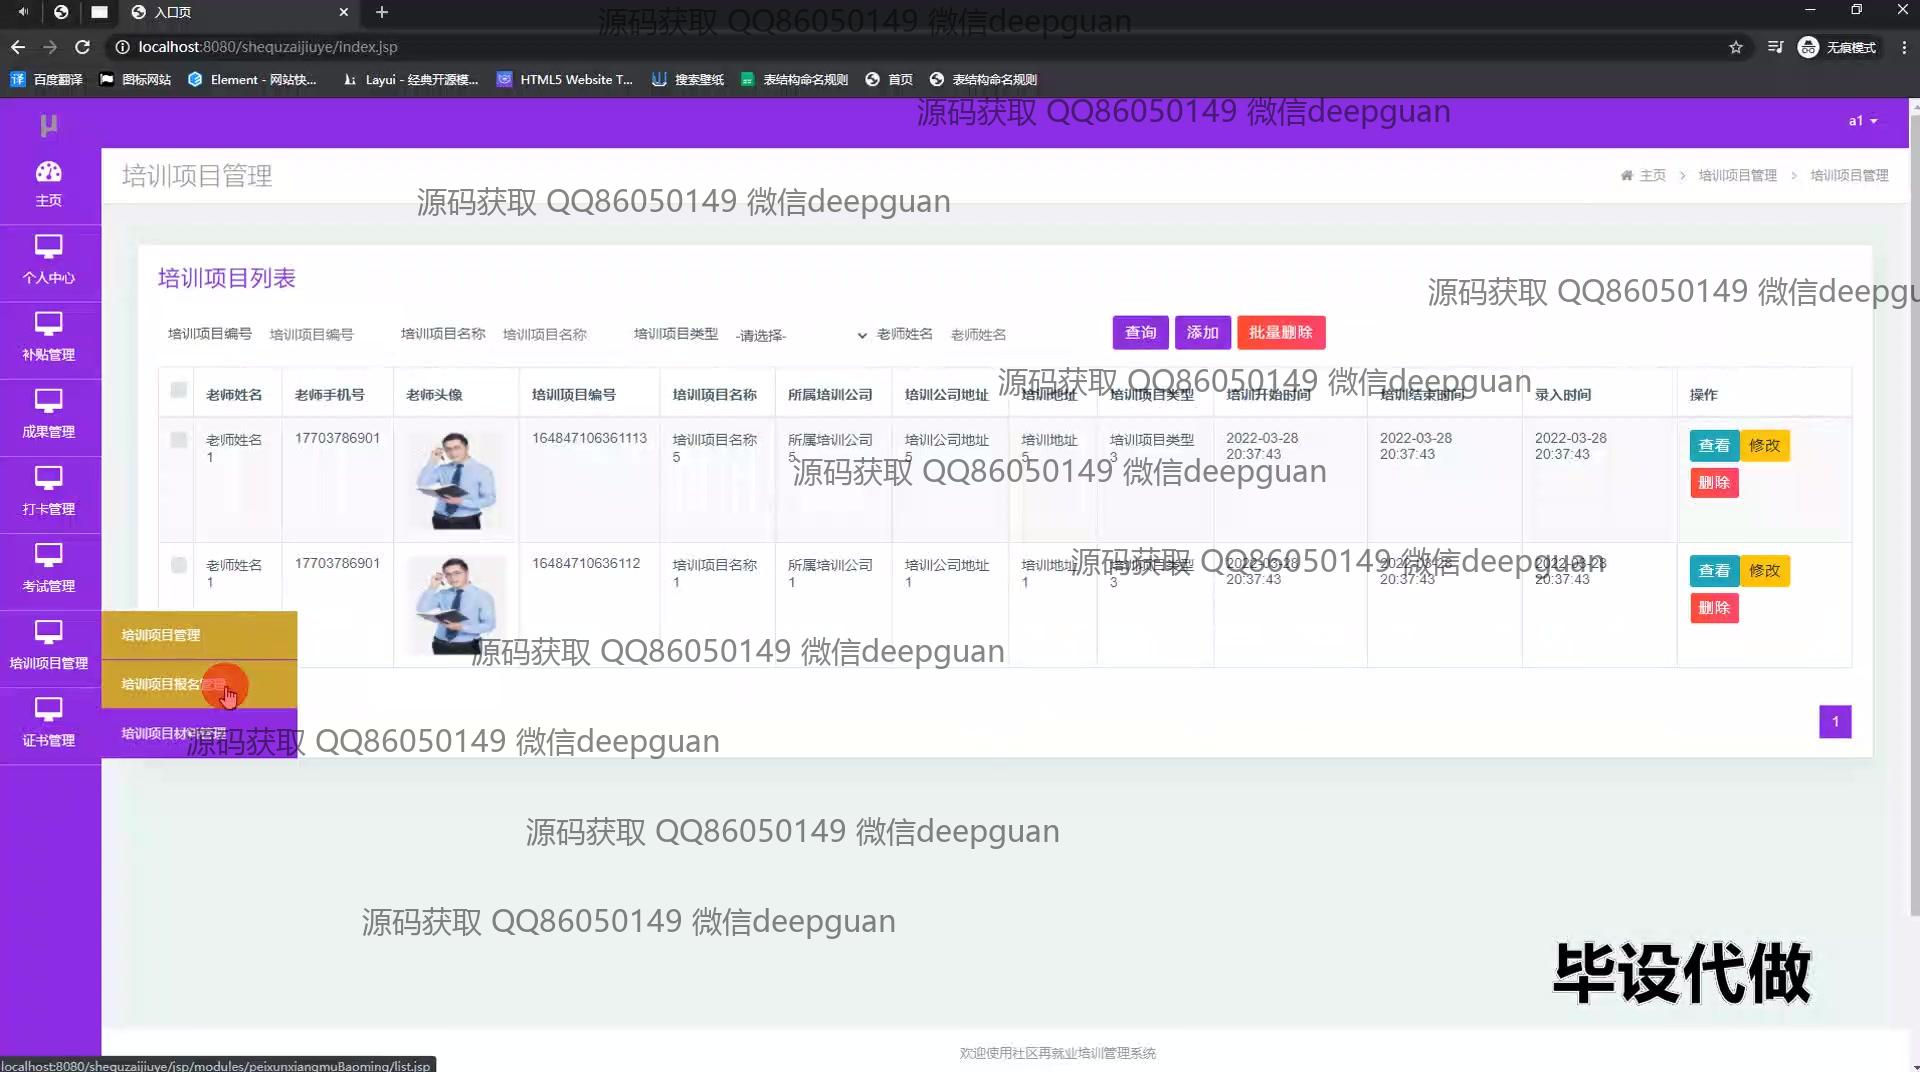 入口页
源码获取 QQ86050149 微信deepguan
localhost:8080/shequzaijiuye/index.jsp
无痕模式
百度翻译 图标网站 Element - 网站快... Layui - 经典开源模... HTML5 Website T... 搜索壁纸 表结构命名规则 首页 表结构命名规则
源码获取 QQ86050149 微信deepguan
μ
a1
主页
培训项目管理
主页 > 培训项目管理 > 培训项目管理
源码获取 QQ86050149 微信deepguan
个人中心
补贴管理
成果管理
打卡管理
考试管理
培训项目管理
证书管理
培训项目列表
源码获取 QQ86050149 微信deepgu
培训项目编号 培训项目编号 培训项目名称 培训项目名称 培训项目类型 -请选择- 老师姓名 老师姓名 查询 添加 批量删除
源码获取 QQ86050149 微信deepguan
老师姓名 老师手机号 老师头像 培训项目编号 培训项目名称 所属培训公司 培训公司地址 培训地址 培训项目类型 培训开始时间 培训结束时间 录入时间 操作
老师姓名1 17703786901 164847106361113 培训项目名称5 所属培训公司5 培训公司地址5 培训地址5 培训项目类型3 2022-03-28 20:37:43 2022-03-28 20:37:43 2022-03-28 20:37:43 查看 修改 删除
源码获取 QQ86050149 微信deepguan
老师姓名1 17703786901 16484710636112 培训项目名称1 所属培训公司1 培训公司地址1 培训地址1 培训项目类型3 2022-03-28 20:37:43 2022-03-28 20:37:43 2022-03-28 20:37:43 查看 修改 删除
源码获取 QQ86050149 微信deepguan
培训项目管理
源码获取 QQ86050149 微信deepguan
培训项目报名管理
培训项目材料管理
源码获取 QQ86050149 微信deepguan
1
源码获取 QQ86050149 微信deepguan
源码获取 QQ86050149 微信deepguan
毕设代做
欢迎使用社区再就业培训管理系统
localhost:8080/shequzaijiuye/jsp/modules/peixunxiangmuBaoming/list.jsp